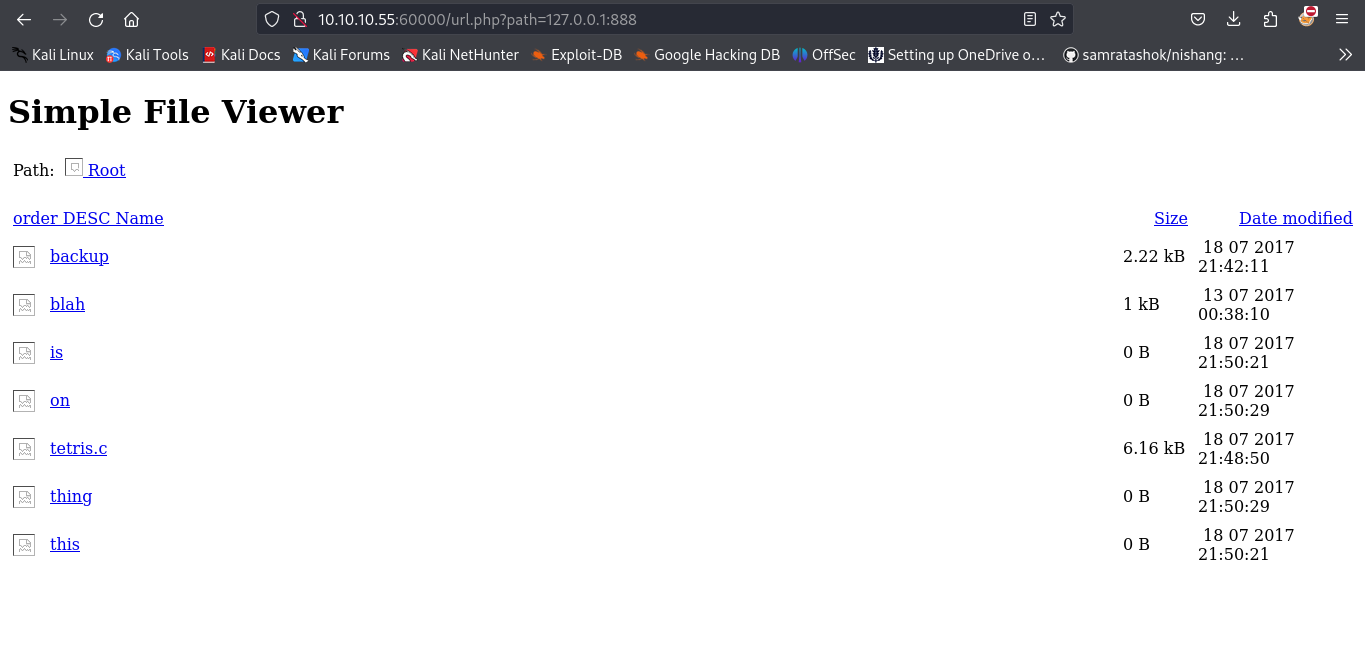 10.10.10.55:60000/url.php?path=127.0.0.1:888
Kali Linux Kali Tools Kali Docs Kali Forums Kali NetHunter Exploit-DB Google Hacking DB OffSec Setting up OneDrive o... samratashok/nishang: ...
Simple File Viewer
Path: Root
order DESC Name Size Date modified
backup 2.22 kB 18 07 2017
21:42:11
blah 1 kB 13 07 2017
00:38:10
is 0 B 18 07 2017
21:50:21
on 0 B 18 07 2017
21:50:29
tetris.c 6.16 kB 18 07 2017
21:48:50
thing 0 B 18 07 2017
21:50:29
this 0 B 18 07 2017
21:50:21